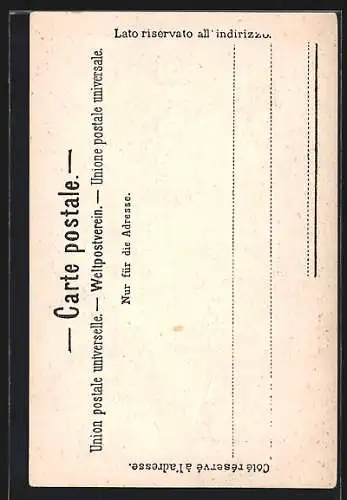 — Carte postale. —
Union postale universelle. — Weltpostverein. — Unione postale universale.
Nur für die Adresse.
Coté réservé à l'adresse.
Lato riservato all' indirizzo.